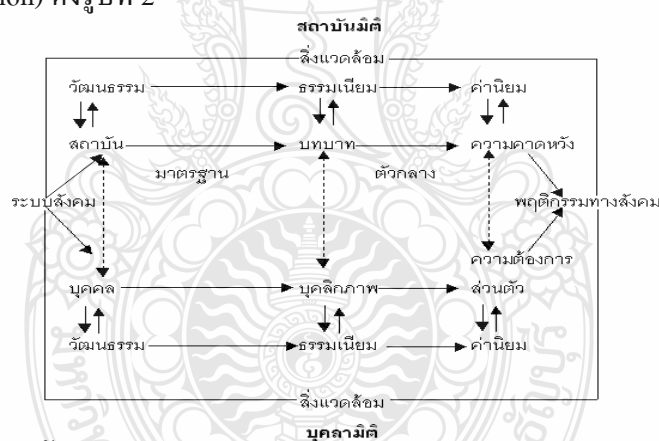 ion) ดังรูปที่ 2
สถาบันมิติ
สิ่งแวดล้อม
วัฒนธรรม ธรรมเนียม ค่านิยม
สถาบัน บทบาท ความคาดหวัง
มาตรฐาน ตัวกลาง
ระบบสังคม พฤติกรรมทางสังคม
ความต้องการ
บุคคล บุคลิกภาพ ส่วนตัว
วัฒนธรรม ธรรมเนียม ค่านิยม
สิ่งแวดล้อม
บุคลามิติ